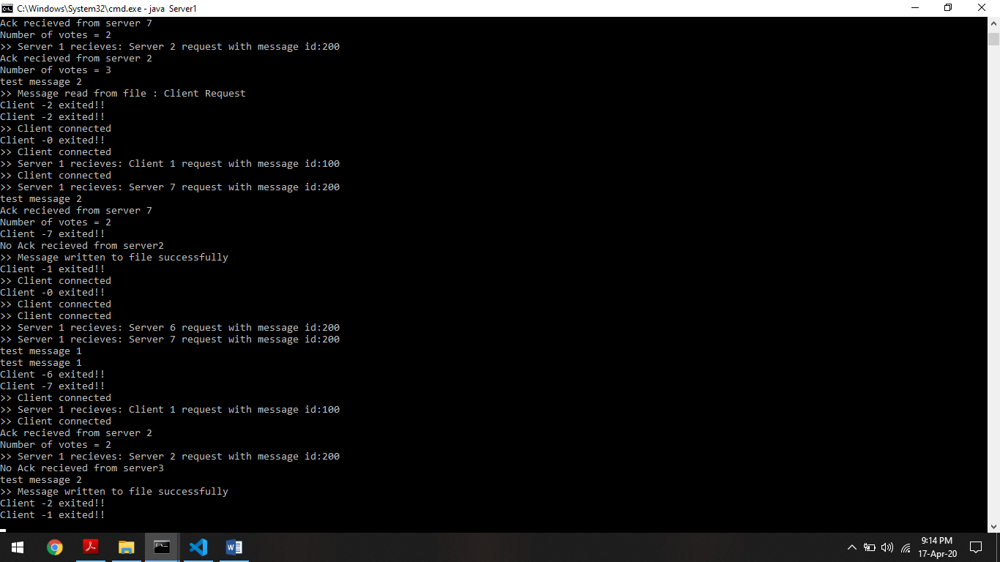 C:\Windows\System32\cmd.exe - java  Server1
Ack recieved from server 7
Number of votes = 2
>> Server 1 recieves: Server 2 request with message id:200
Ack recieved from server 2
Number of votes = 3
test message 2
>> Message read from file : Client Request
Client -2 exited!!
Client -2 exited!!
>> Client connected
Client -0 exited!!
>> Client connected
>> Server 1 recieves: Client 1 request with message id:100
>> Client connected
>> Server 1 recieves: Server 7 request with message id:200
test message 2
Ack recieved from server 7
Number of votes = 2
Client -7 exited!!
No Ack recieved from server2
>> Message written to file successfully
Client -1 exited!!
>> Client connected
Client -0 exited!!
>> Client connected
>> Client connected
>> Server 1 recieves: Server 6 request with message id:200
>> Server 1 recieves: Server 7 request with message id:200
test message 1
test message 1
Client -6 exited!!
Client -7 exited!!
>> Client connected
>> Server 1 recieves: Client 1 request with message id:100
>> Client connected
Ack recieved from server 2
Number of votes = 2
>> Server 1 recieves: Server 2 request with message id:200
No Ack recieved from server3
test message 2
>> Message written to file successfully
Client -2 exited!!
Client -1 exited!!
9:14 PM
17-Apr-20